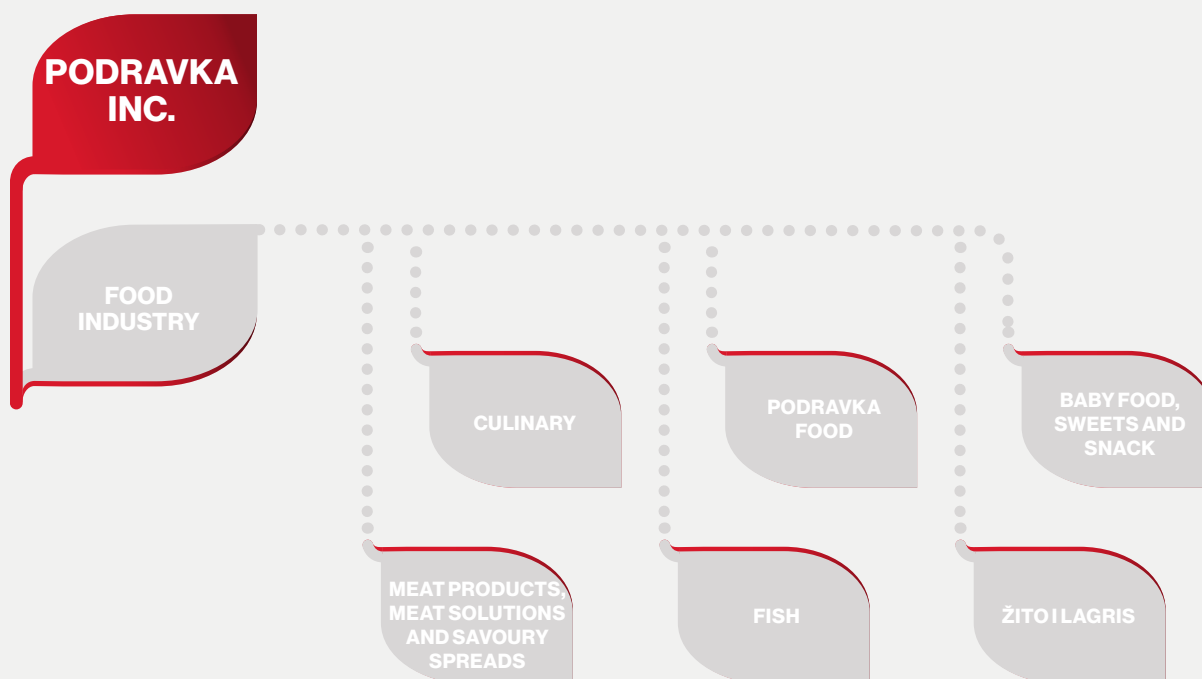 PODRAVKA
INC.
FOOD
INDUSTRY
CULINARY
PODRAVKA
FOOD
BABY FOOD,
SWEETS AND
SNACK
MEAT PRODUCTS,
MEAT SOLUTIONS
AND SAVOURY
SPREADS
FISH
ŽITO I LAGRIS